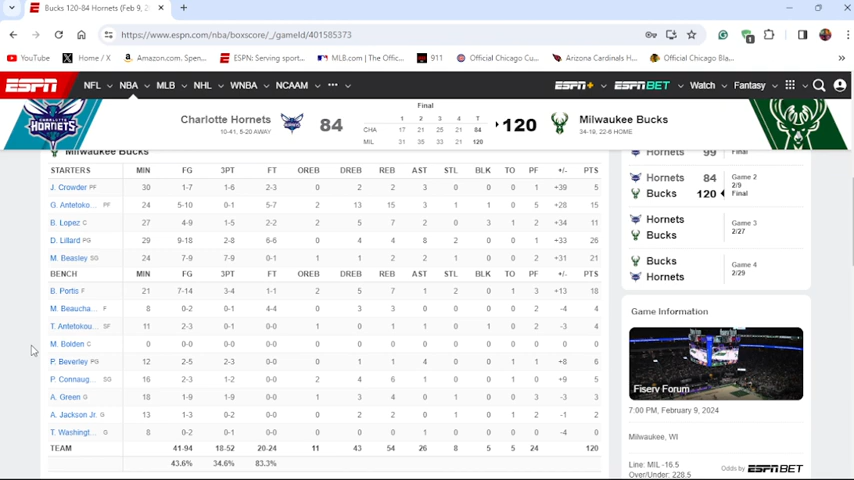 Bucks 120-84 Hornets (Feb 9, 2
https://www.espn.com/nba/boxscore/_/gameId/401585373
YouTube Home / X Amazon.com. Spen... ESPN: Serving sport... MLB.com | The Offic... 911 Official Chicago Cu... Arizona Cardinals H... Official Chicago Bla...
ESPN NFL NBA MLB NHL WNBA NCAAM ... ESPN+ ESPN BET Watch Fantasy
Final
Charlotte Hornets 84 1 2 3 4 T 120 Milwaukee Bucks
10-41, 5-20 AWAY CHA 17 21 25 21 84 34-19, 22-6 HOME
MIL 31 35 33 21 120
HORNETS
Milwaukee Bucks
STARTERS MIN FG 3PT FT OREB DREB REB AST STL BLK TO PF +/- PTS
J. Crowder PF 30 1-7 1-6 2-3 0 2 2 3 0 0 0 2 +39 5
G. Antetoko... PF 24 5-10 0-1 5-7 2 13 15 3 1 1 0 5 +28 15
B. Lopez C 27 4-9 1-5 2-2 2 5 7 2 0 3 1 2 +34 11
D. Lillard PG 29 9-18 2-8 6-6 0 4 4 8 2 0 0 1 +33 26
M. Beasley SG 24 7-9 7-9 0-1 1 1 2 2 1 0 0 2 +31 21
BENCH MIN FG 3PT FT OREB DREB REB AST STL BLK TO PF +/- PTS
B. Portis F 21 7-14 3-4 1-1 2 5 7 1 2 0 1 3 +13 18
M. Beaucha... F 8 0-2 0-1 4-4 0 3 3 0 0 0 0 2 -4 4
T. Antetokou... SF 11 2-3 0-1 0-0 1 0 1 1 0 1 0 2 -3 4
M. Bolden C 0 0-0 0-0 0-0 0 0 0 0 0 0 0 0 0 0
P. Beverley PG 12 2-5 2-3 0-0 0 1 1 4 0 0 1 1 +8 6
P. Connaug... SG 16 2-3 1-2 0-0 2 4 6 1 0 0 1 0 +9 5
A. Green G 18 1-9 1-9 0-0 1 3 4 0 1 0 0 3 -3 3
A. Jackson Jr. G 13 1-3 0-2 0-0 0 2 2 0 1 0 1 2 -1 2
T. Washingt... G 8 0-2 0-1 0-0 0 0 0 1 0 0 0 0 -4 0
TEAM 41-94 18-52 20-24 11 43 54 26 8 5 5 24 120
43.6% 34.6% 83.3%
Hornets 99 Final
Hornets 84 Game 2
Bucks 120 2/9
Final
Hornets Game 3
Bucks 2/27
Bucks Game 4
Hornets 2/29
Game Information
Fiserv Forum
7:00 PM, February 9, 2024
Milwaukee, WI
Line: MIL -16.5
Over/Under: 228.5
Odds by ESPN BET